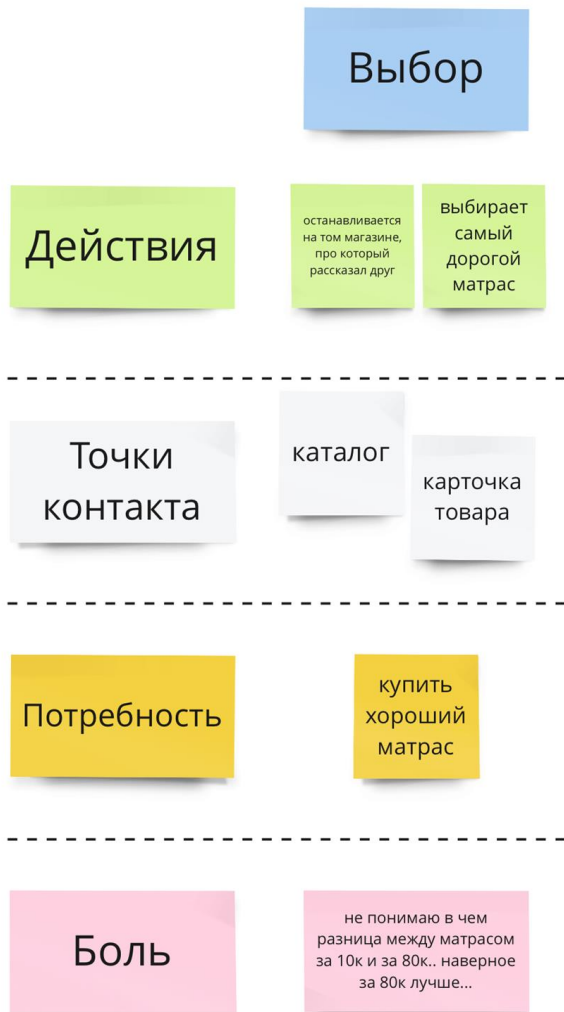 Выбор
Действия
останавливается
на том магазине,
про который
рассказал друг
выбирает
самый
дорогой
матрас
Точки
контакта
каталог
карточка
товара
Потребность
купить
хороший
матрас
Боль
не понимаю в чем
разница между матрасом
за 10к и за 80к.. наверное
за 80к лучше...